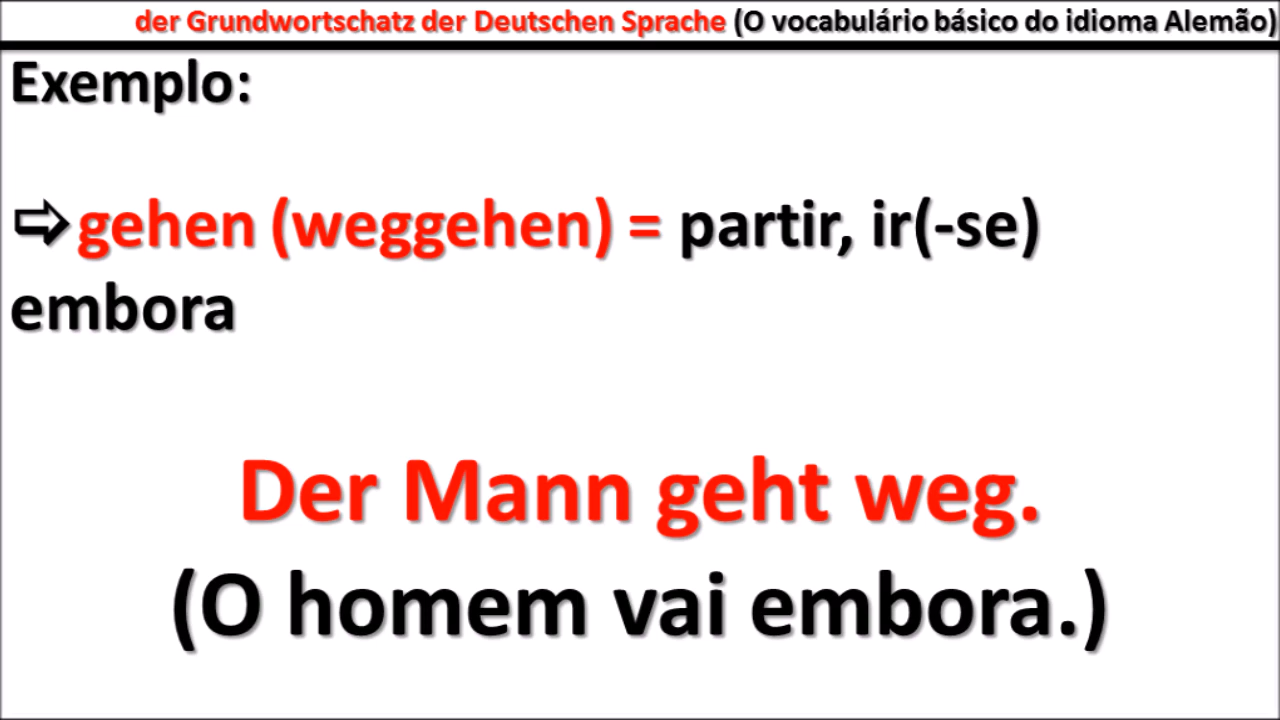 der Grundwortschatz der Deutschen Sprache (O vocabulário básico do idioma Alemão)
Exemplo:
⇨gehen (weggehen) = partir, ir(-se)
embora
Der Mann geht weg.
(O homem vai embora.)